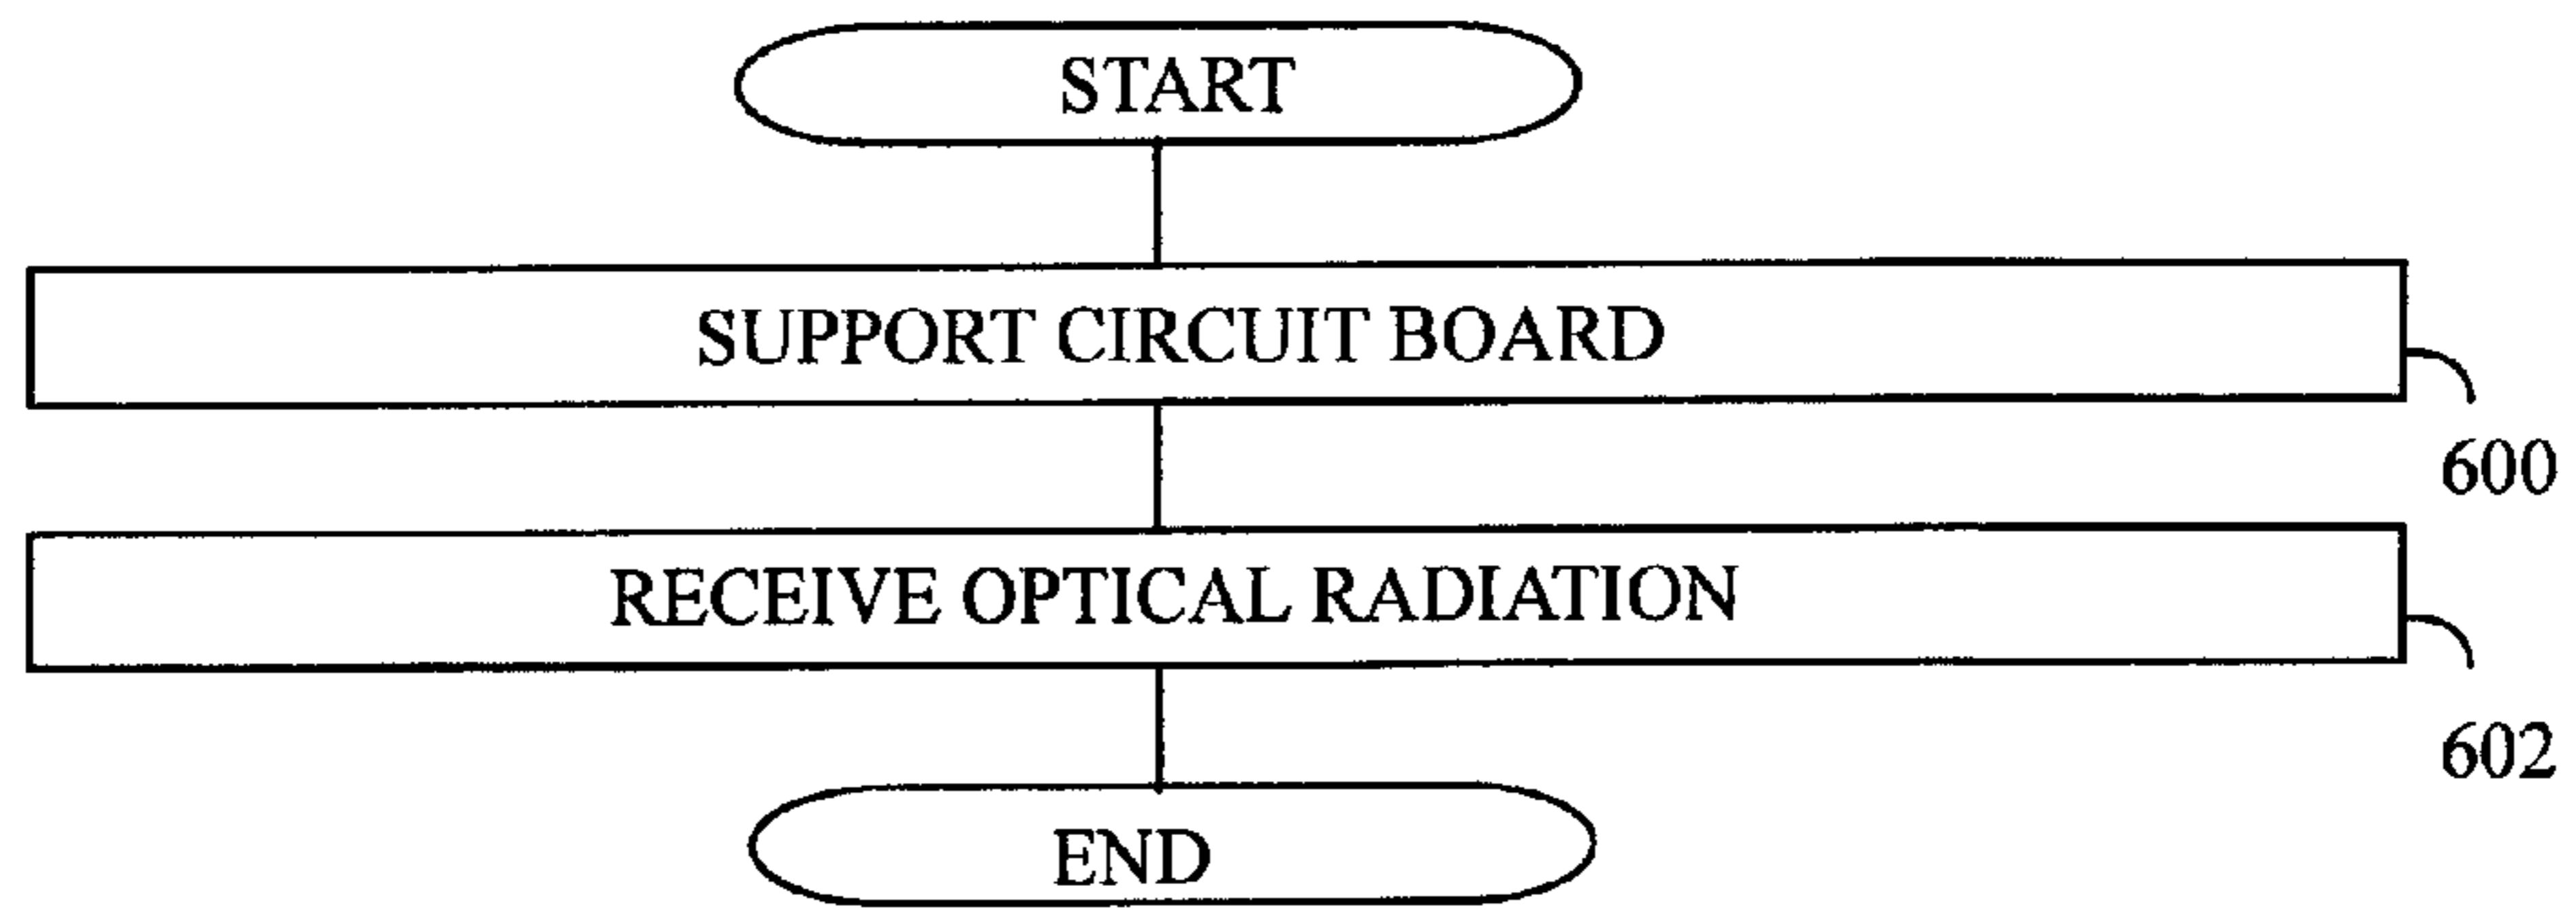 START
SUPPORT CIRCUIT BOARD
600
RECEIVE OPTICAL RADIATION
602
END